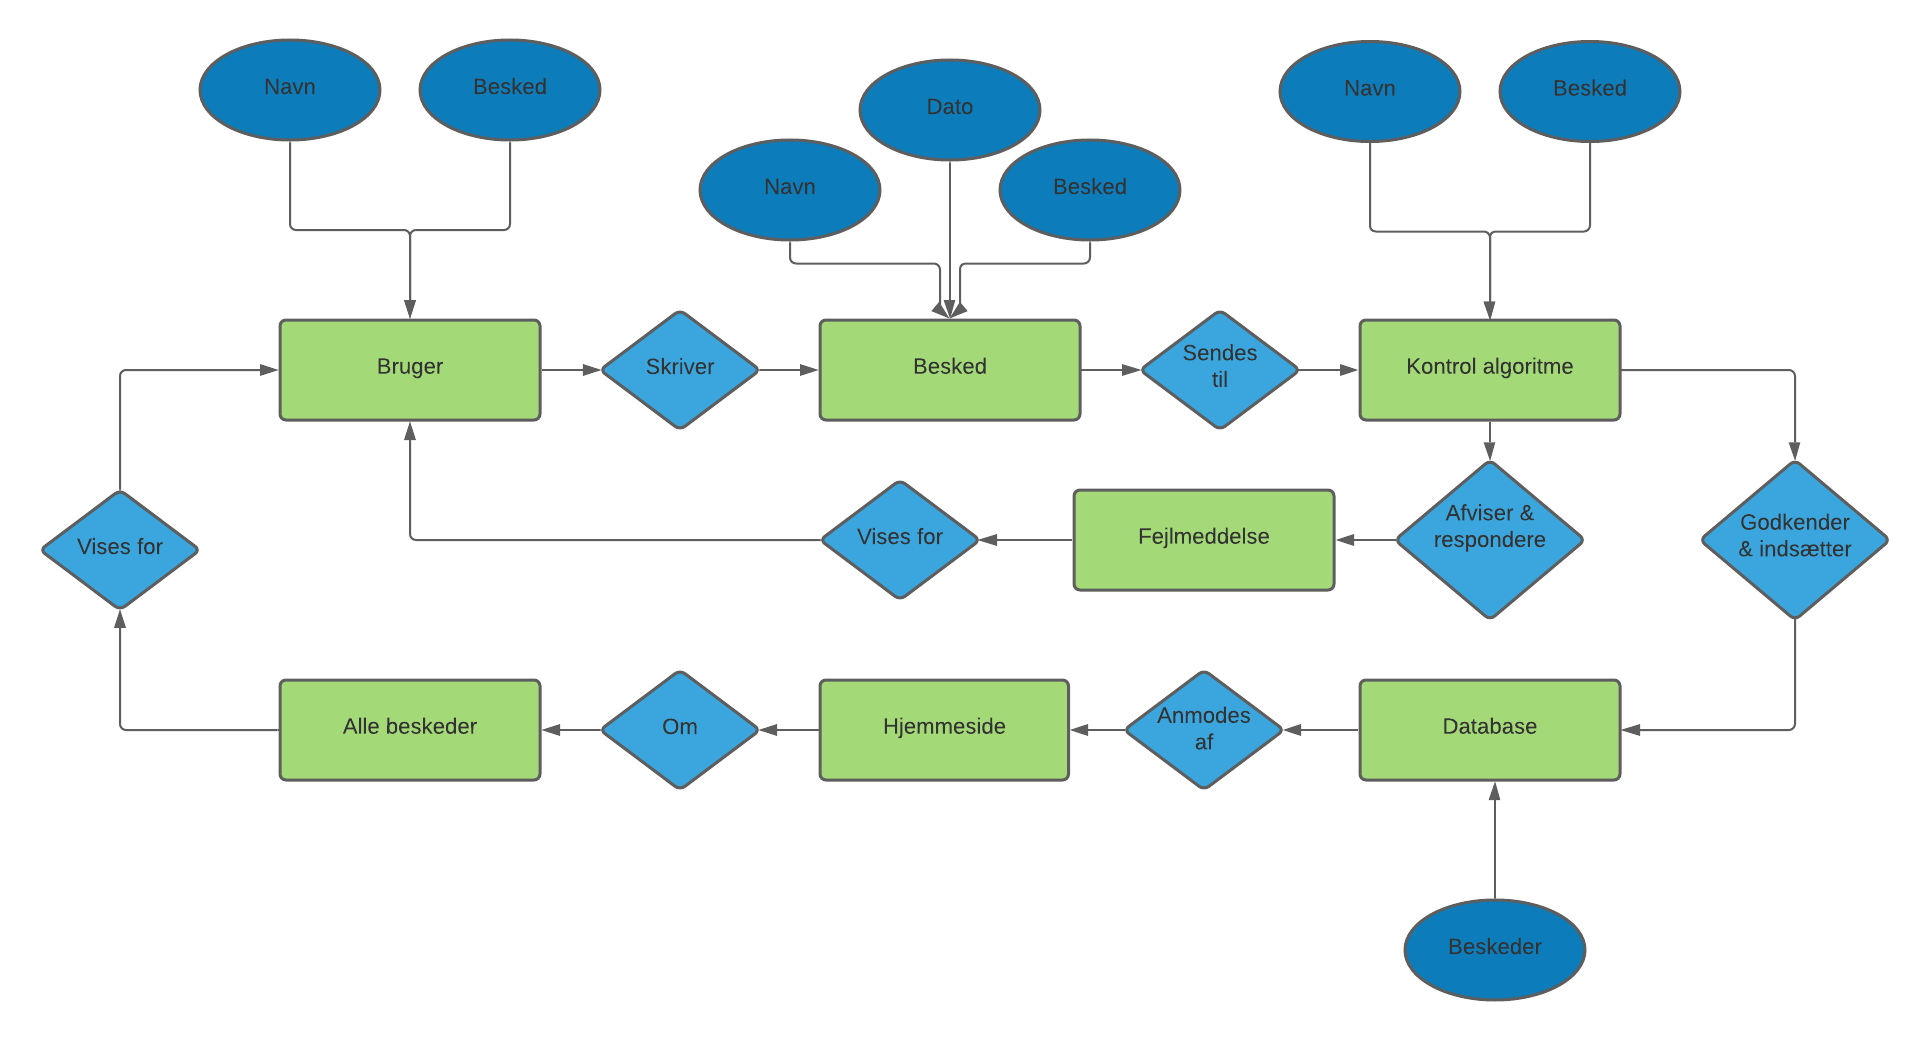 Navn
Besked
Dato
Navn
Besked
Navn
Besked
Bruger
Skriver
Besked
Sendes
til
Kontrol algoritme
Vises for
Vises for
Fejlmeddelse
Afviser &
respondere
Godkender
& indsætter
Alle beskeder
Om
Hjemmeside
Anmodes
af
Database
Beskeder